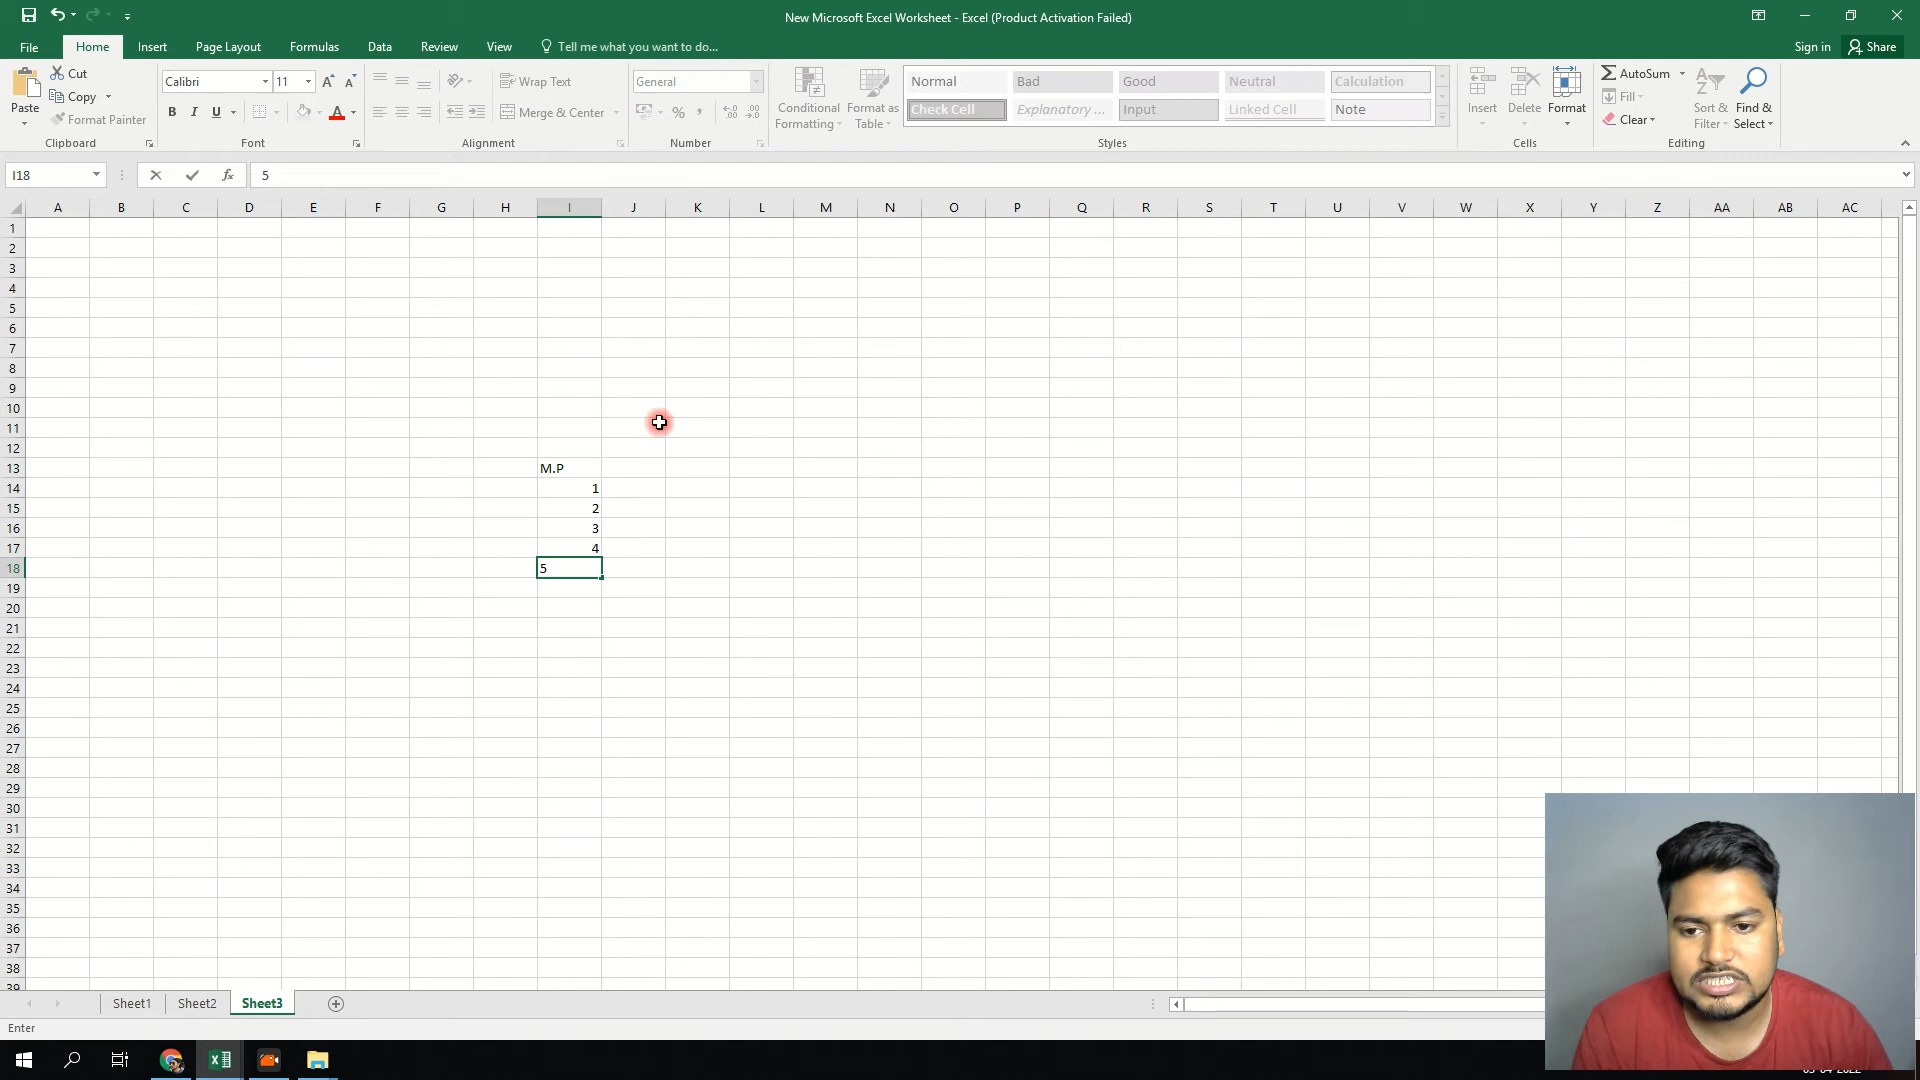 New Microsoft Excel Worksheet - Excel (Product Activation Failed)
File Home Insert Page Layout Formulas Data Review View Tell me what you want to do... Sign in Share
Paste Cut Copy Format Painter Clipboard
Calibri 11 B I U A Font
Wrap Text Merge & Center Alignment
General % , Number
Conditional Formatting Format as Table
Normal Bad Good Neutral Calculation
Check Cell Explanatory ... Input Linked Cell Note
Styles
Insert Delete Format Cells
AutoSum Fill Clear Sort & Filter Find & Select Editing
I18 fx 5
A B C D E F G H I J K L M N O P Q R S T U V W X Y Z AA AB AC
1
2
3
4
5
6
7
8
9
10
11
12
13 M.P
14 1
15 2
16 3
17 4
18 5
19
20
21
22
23
24
25
26
27
28
29
30
31
32
33
34
35
36
37
38
39
Sheet1 Sheet2 Sheet3
Enter